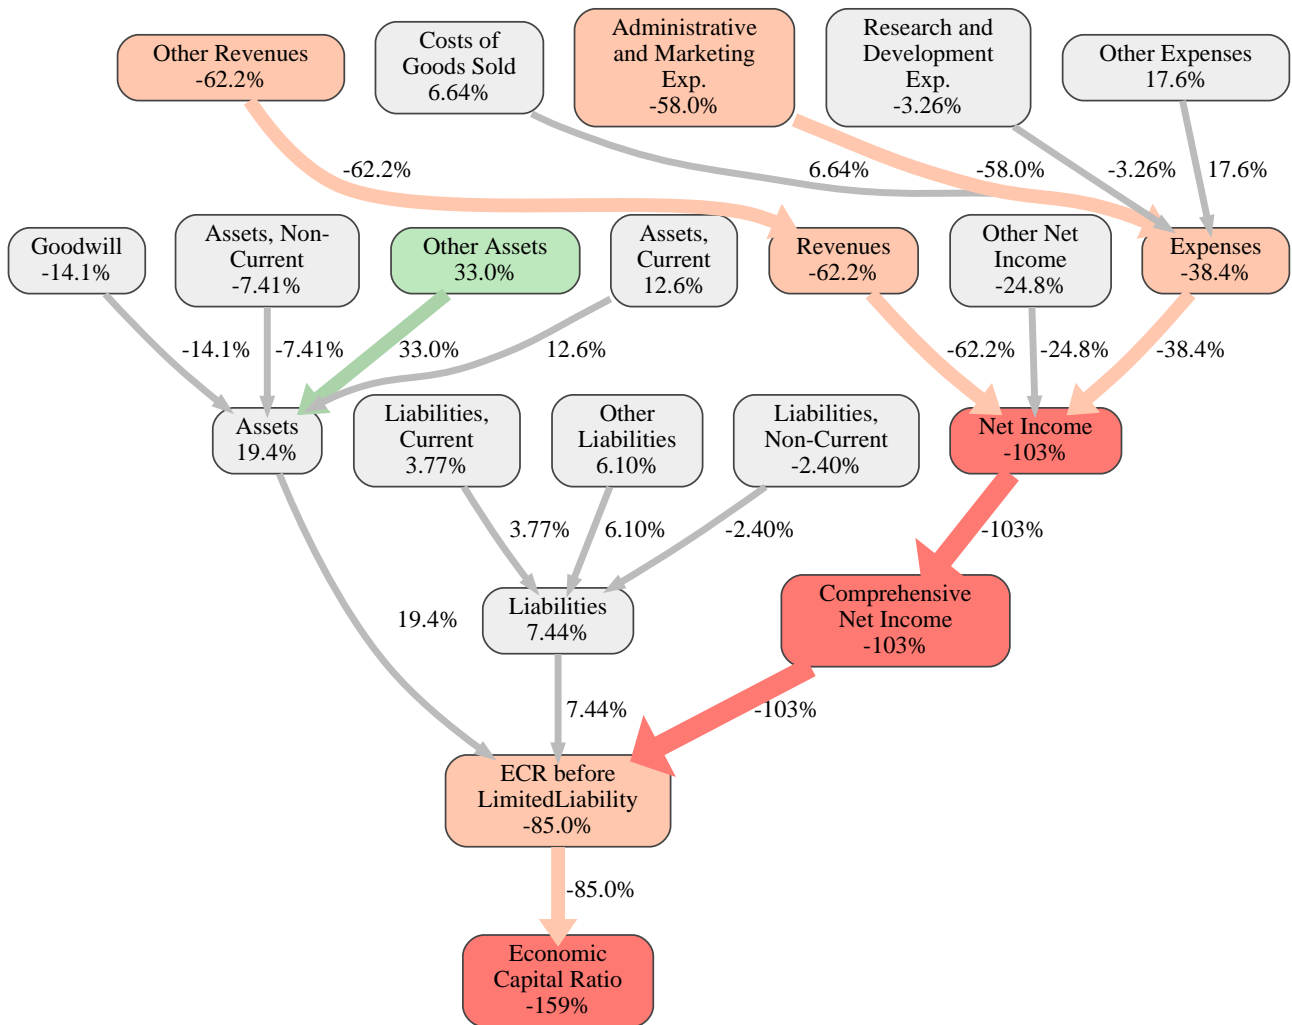 Other Revenues
-62.2%
Costs of
Goods Sold
6.64%
Administrative
and Marketing
Exp.
-58.0%
Research and
Development
Exp.
-3.26%
Other Expenses
17.6%
-62.2%
6.64%
-58.0%
-3.26%
17.6%
Goodwill
-14.1%
Assets, Non-
Current
-7.41%
Other Assets
33.0%
Assets,
Current
12.6%
Revenues
-62.2%
Other Net
Income
-24.8%
Expenses
-38.4%
-14.1%
-7.41%
33.0%
12.6%
-62.2%
-24.8%
-38.4%
Assets
19.4%
Liabilities,
Current
3.77%
Other
Liabilities
6.10%
Liabilities,
Non-Current
-2.40%
Net Income
-103%
3.77%
6.10%
-2.40%
-103%
19.4%
Liabilities
7.44%
Comprehensive
Net Income
-103%
7.44%
-103%
ECR before
LimitedLiability
-85.0%
-85.0%
Economic
Capital Ratio
-159%